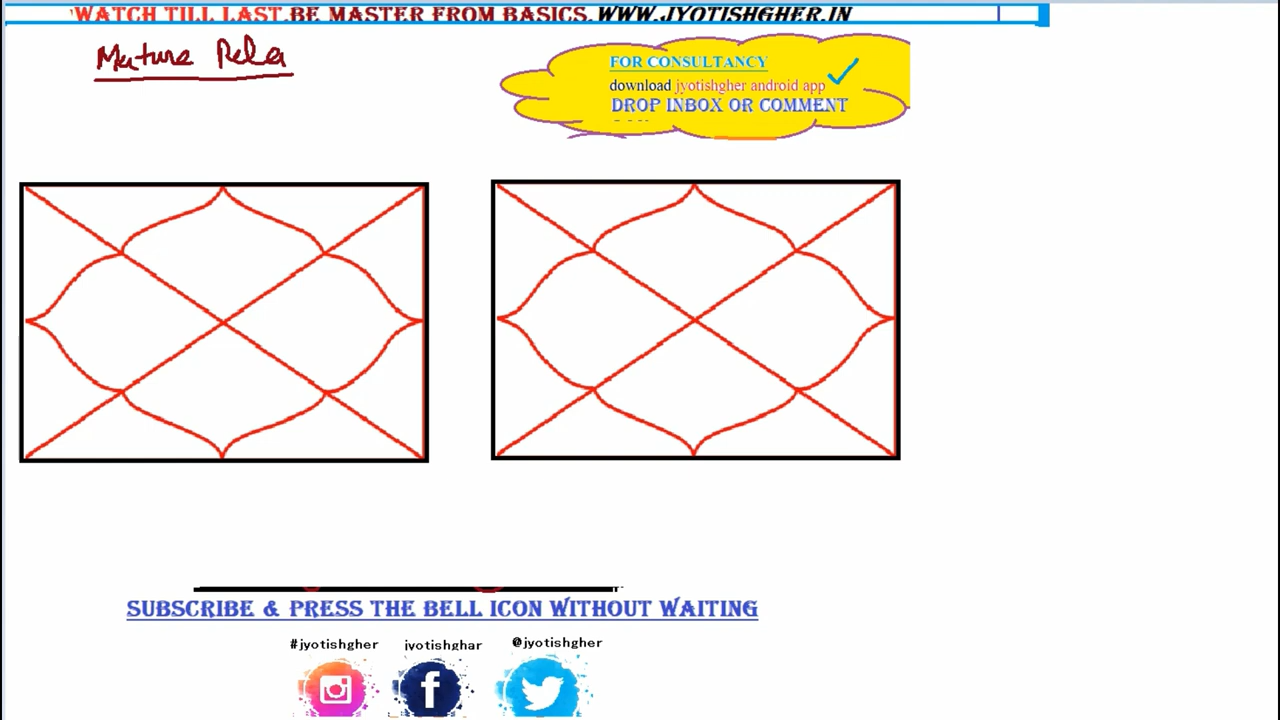 WATCH TILL LAST.BE MASTER FROM BASICS. WWW.JYOTISHGHER.IN
Mature Rela
FOR CONSULTANCY
download jyotishgher android app
DROP INBOX OR COMMENT
SUBSCRIBE & PRESS THE BELL ICON WITHOUT WAITING
#jyotishgher jyotishghar @jyotishgher